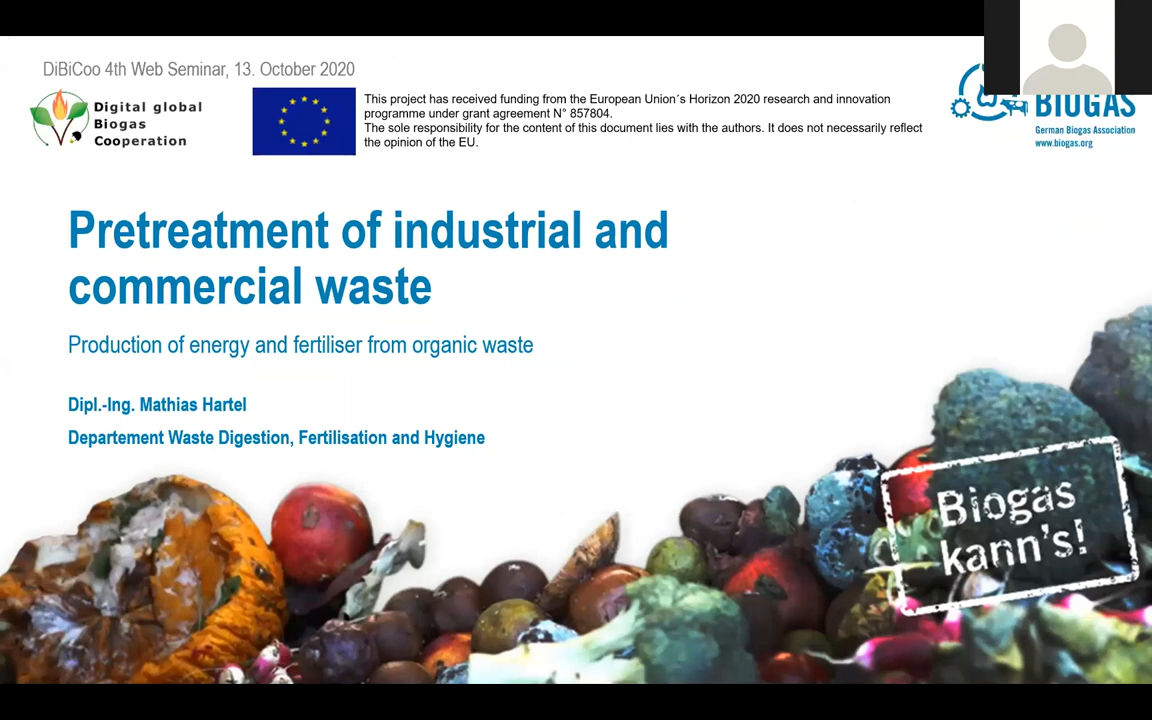 DiBiCoo 4th Web Seminar, 13. October 2020
Digital global
Biogas
Cooperation
This project has received funding from the European Union´s Horizon 2020 research and innovation
programme under grant agreement N° 857804.
The sole responsibility for the content of this document lies with the authors. It does not necessarily reflect
the opinion of the EU.
BIOGAS
German Biogas Association
www.biogas.org
Pretreatment of industrial and
commercial waste
Production of energy and fertiliser from organic waste
Dipl.-Ing. Mathias Hartel
Departement Waste Digestion, Fertilisation and Hygiene
Biogas
kann's!